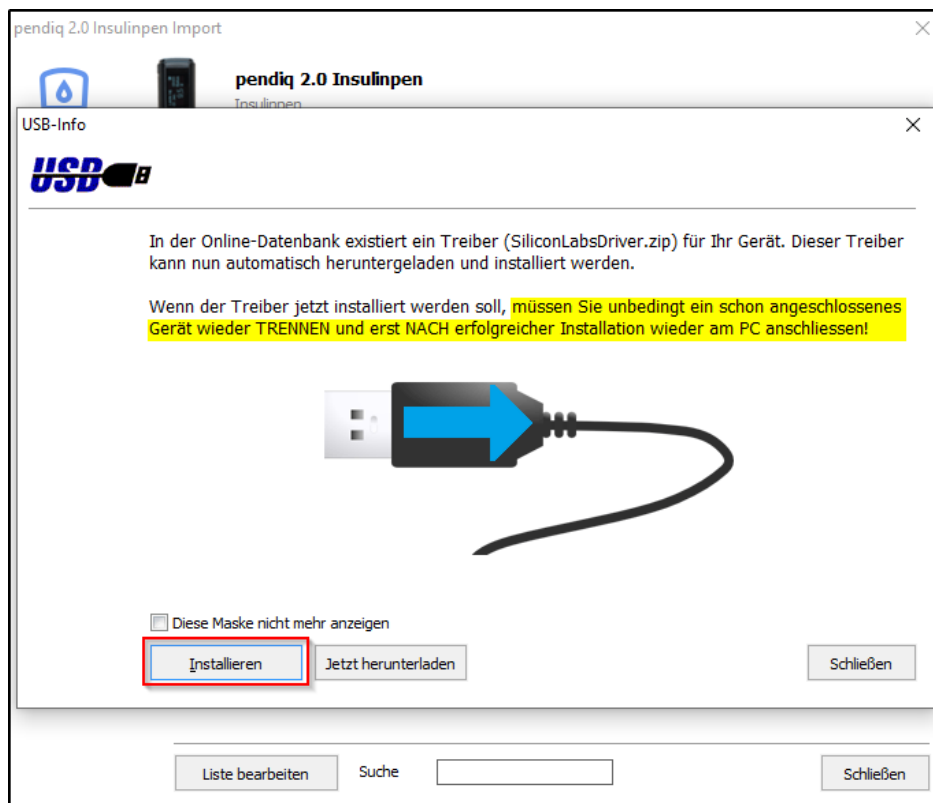 pendiq 2.0 Insulinpen Import
pendiq 2.0 Insulinpen
Insulinpen
USB-Info
USB
In der Online-Datenbank existiert ein Treiber (SiliconLabsDriver.zip) für Ihr Gerät. Dieser Treiber
kann nun automatisch heruntergeladen und installiert werden.
Wenn der Treiber jetzt installiert werden soll, müssen Sie unbedingt ein schon angeschlossenes
Gerät wieder TRENNEN und erst NACH erfolgreicher Installation wieder am PC anschliessen!
Diese Maske nicht mehr anzeigen
Installieren Jetzt herunterladen Schließen
Liste bearbeiten Suche Schließen